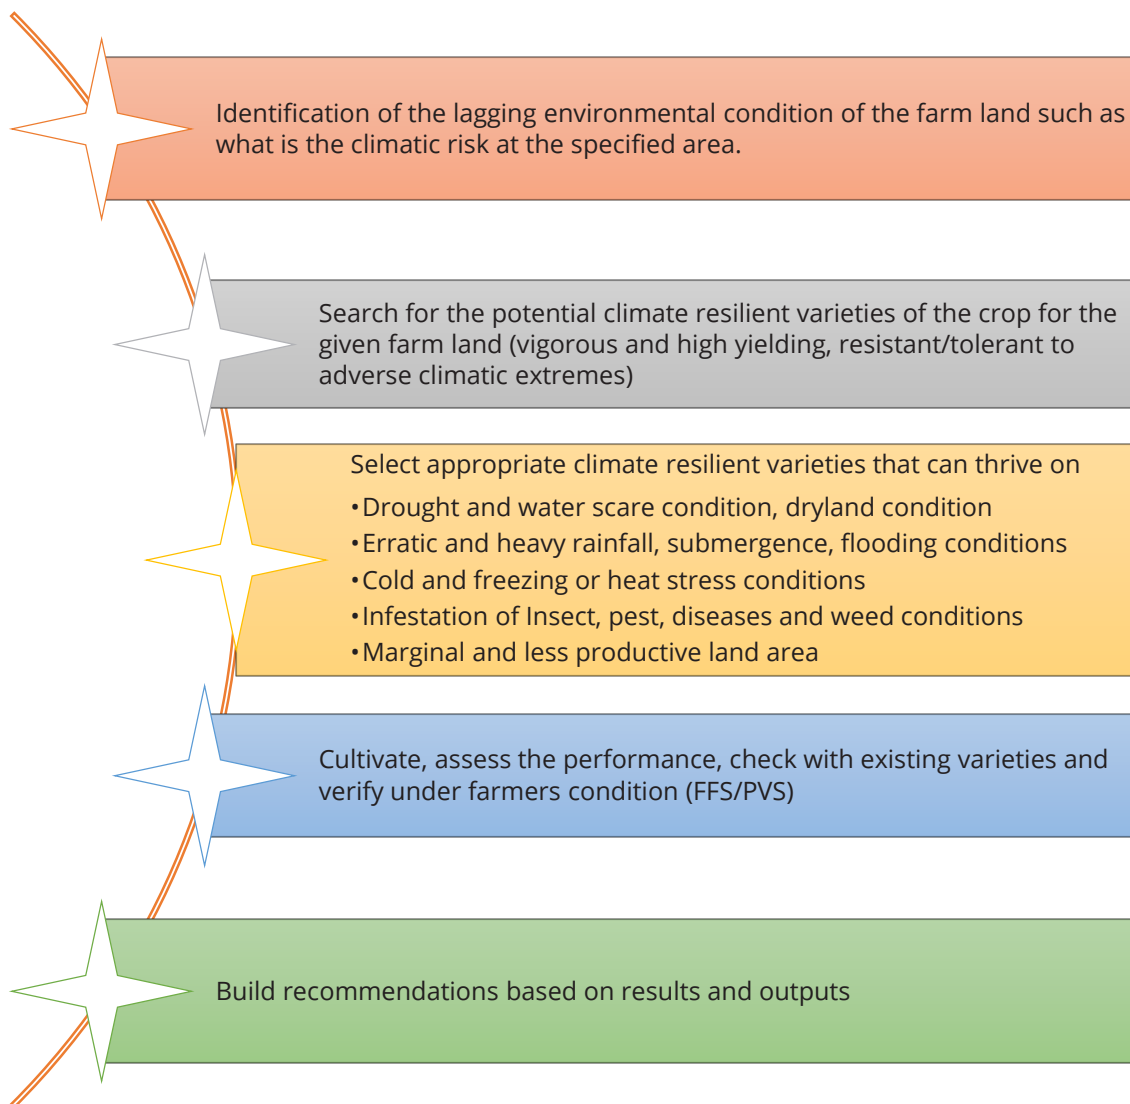 Identification of the lagging environmental condition of the farm land such as
what is the climatic risk at the specified area.
Search for the potential climate resilient varieties of the crop for the
given farm land (vigorous and high yielding, resistant/tolerant to
adverse climatic extremes)
Select appropriate climate resilient varieties that can thrive on
•Drought and water scare condition, dryland condition
•Erratic and heavy rainfall, submergence, flooding conditions
•Cold and freezing or heat stress conditions
•Infestation of Insect, pest, diseases and weed conditions
•Marginal and less productive land area
Cultivate, assess the performance, check with existing varieties and
verify under farmers condition (FFS/PVS)
Build recommendations based on results and outputs